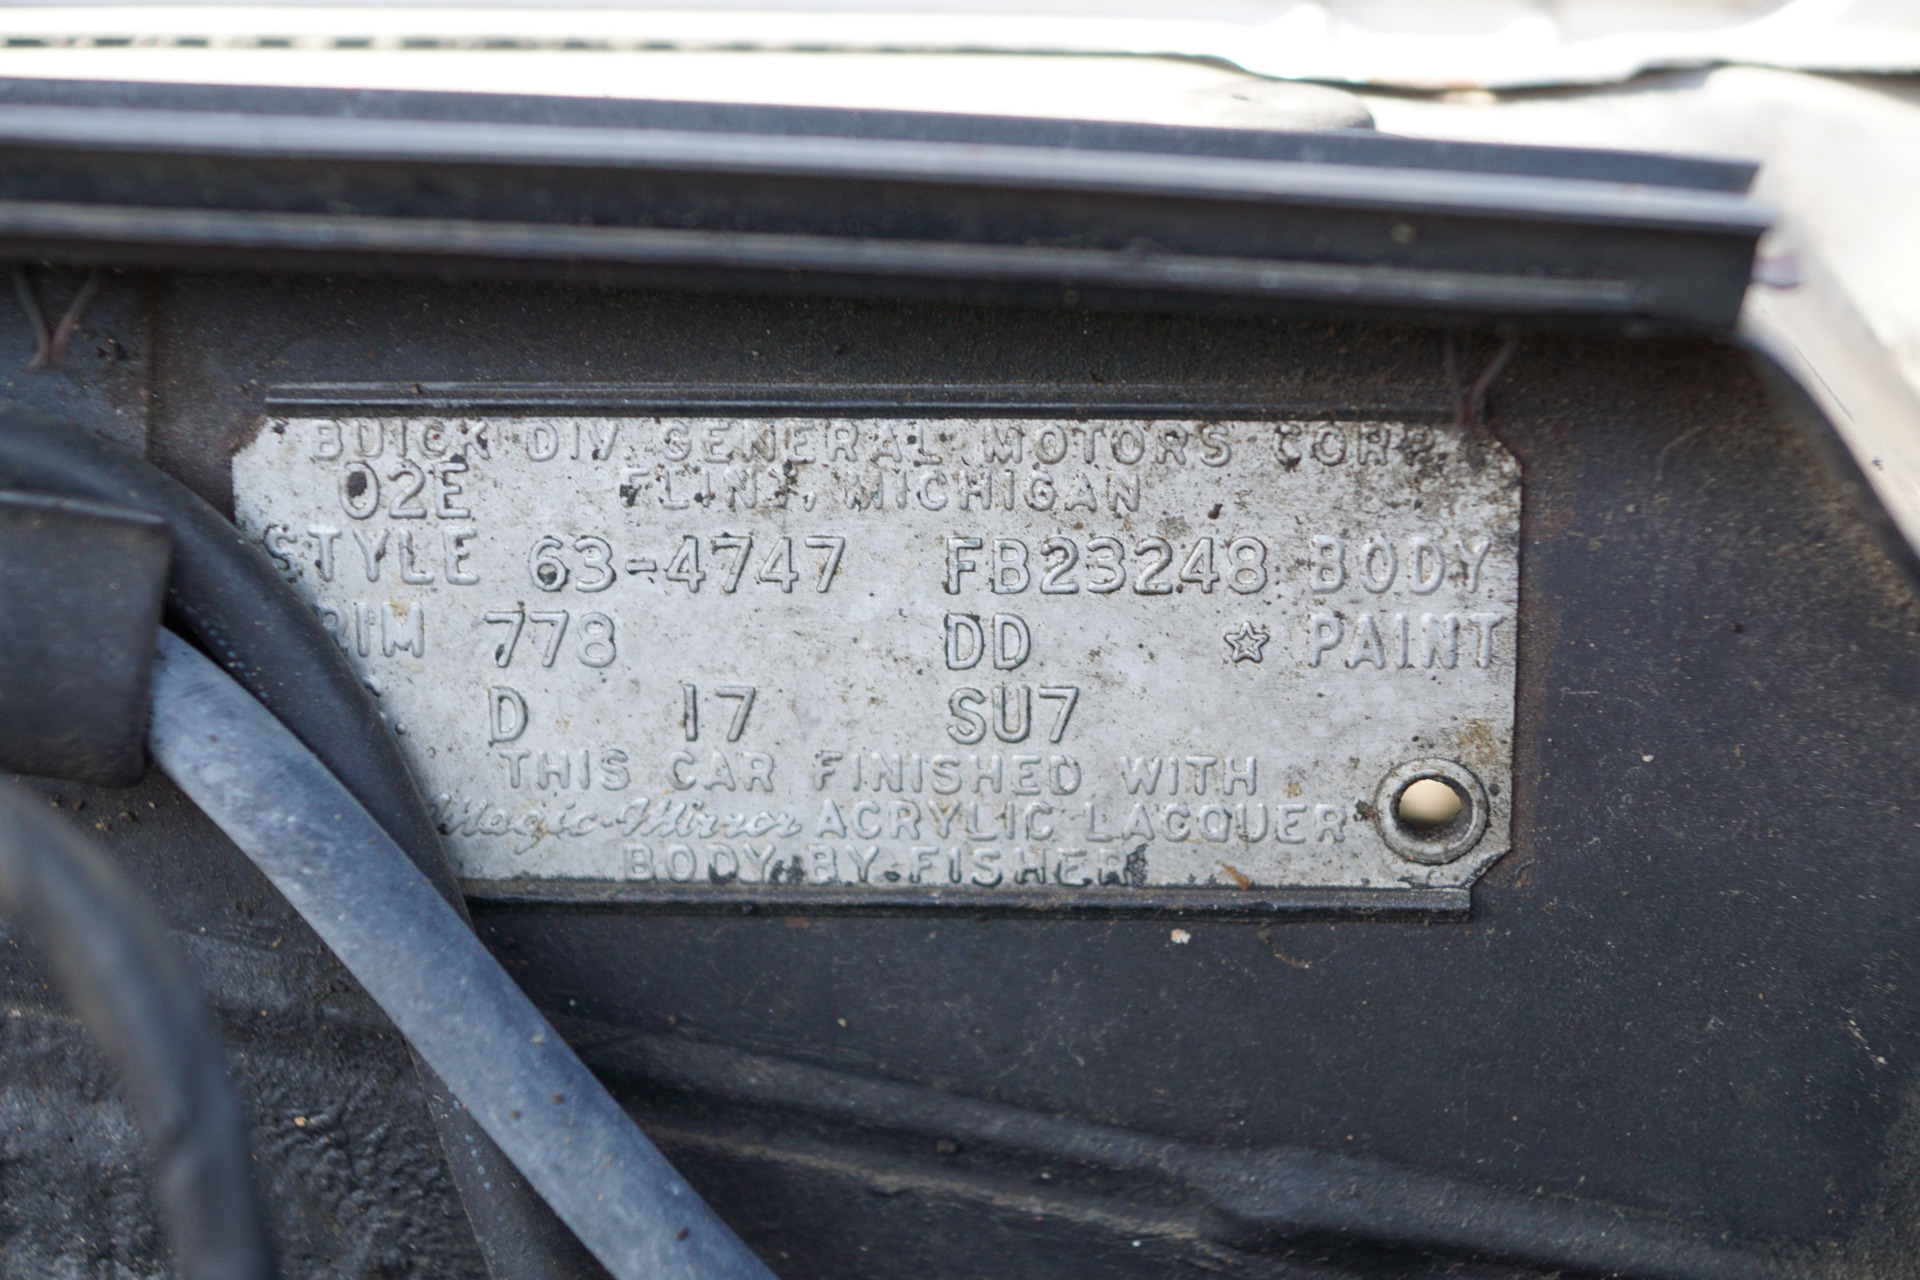 BUICK DIV. GENERAL MOTORS CORP.
02E FLINT, MICHIGAN
STYLE 63-4747 FB23248 BODY
RIM 778 DD ☆ PAINT
D 17 SU7
THIS CAR FINISHED WITH
Magic-Mirror ACRYLIC LACQUER
BODY BY FISHER